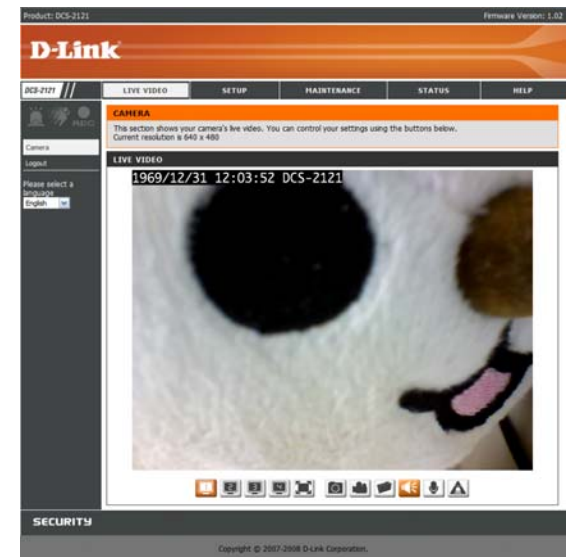 Product: DCS-2121
Firmware Version: 1.02
D-Link
DCS-2121
LIVE VIDEO
SETUP
MAINTENANCE
STATUS
HELP
Camera
Logout
Please select a
language
English
CAMERA
This section shows your camera's live video. You can control your settings using the buttons below.
Current resolution is 640 x 480
LIVE VIDEO
1969/12/31 12:03:52 DCS-2121
SECURITY
Copyright © 2007-2008 D-Link Corporation.